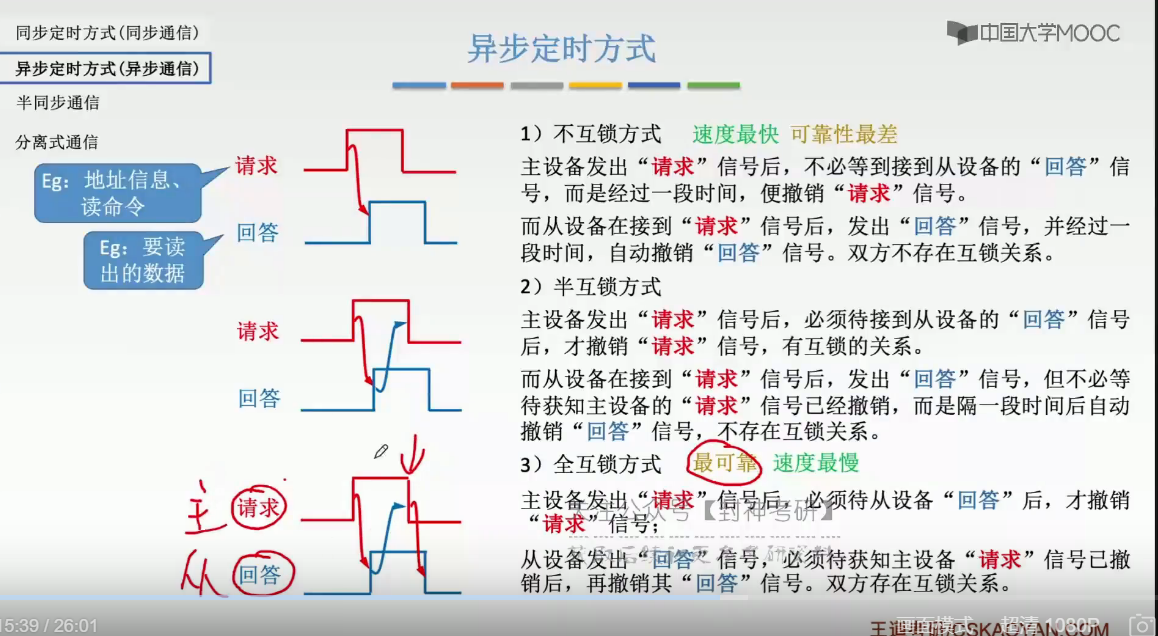 同步定时方式(同步通信)
异步定时方式(异步通信)
半同步通信
分离式通信
中国大学MOOC
异步定时方式
Eg：地址信息、
读命令
请求
Eg：要读
出的数据
回答
请求
回答
主
请求
从
回答
1）不互锁方式 速度最快 可靠性最差
主设备发出“请求”信号后，不必等到接到从设备的“回答”信
号，而是经过一段时间，便撤销“请求”信号。
而从设备在接到“请求”信号后，发出“回答”信号，并经过一
段时间，自动撤销“回答”信号。双方不存在互锁关系。
2）半互锁方式
主设备发出“请求”信号后，必须待接到从设备的“回答”信号
后，才撤销“请求”信号，有互锁的关系。
而从设备在接到“请求”信号后，发出“回答”信号，但不必等
待获知主设备的“请求”信号已经撤销，而是隔一段时间后自动
撤销“回答”信号，不存在互锁关系。
3）全互锁方式 最可靠 速度最慢
主设备发出“请求”信号后，必须待从设备“回答”后，才撤销
“请求”信号；
公众号【封神考研】
从设备发出“回答”信号，必须待获知主设备“请求”信号已撤
销后，再撤销其“回答”信号。双方存在互锁关系。
15:39 / 26:01
画面模式 超清 1080P